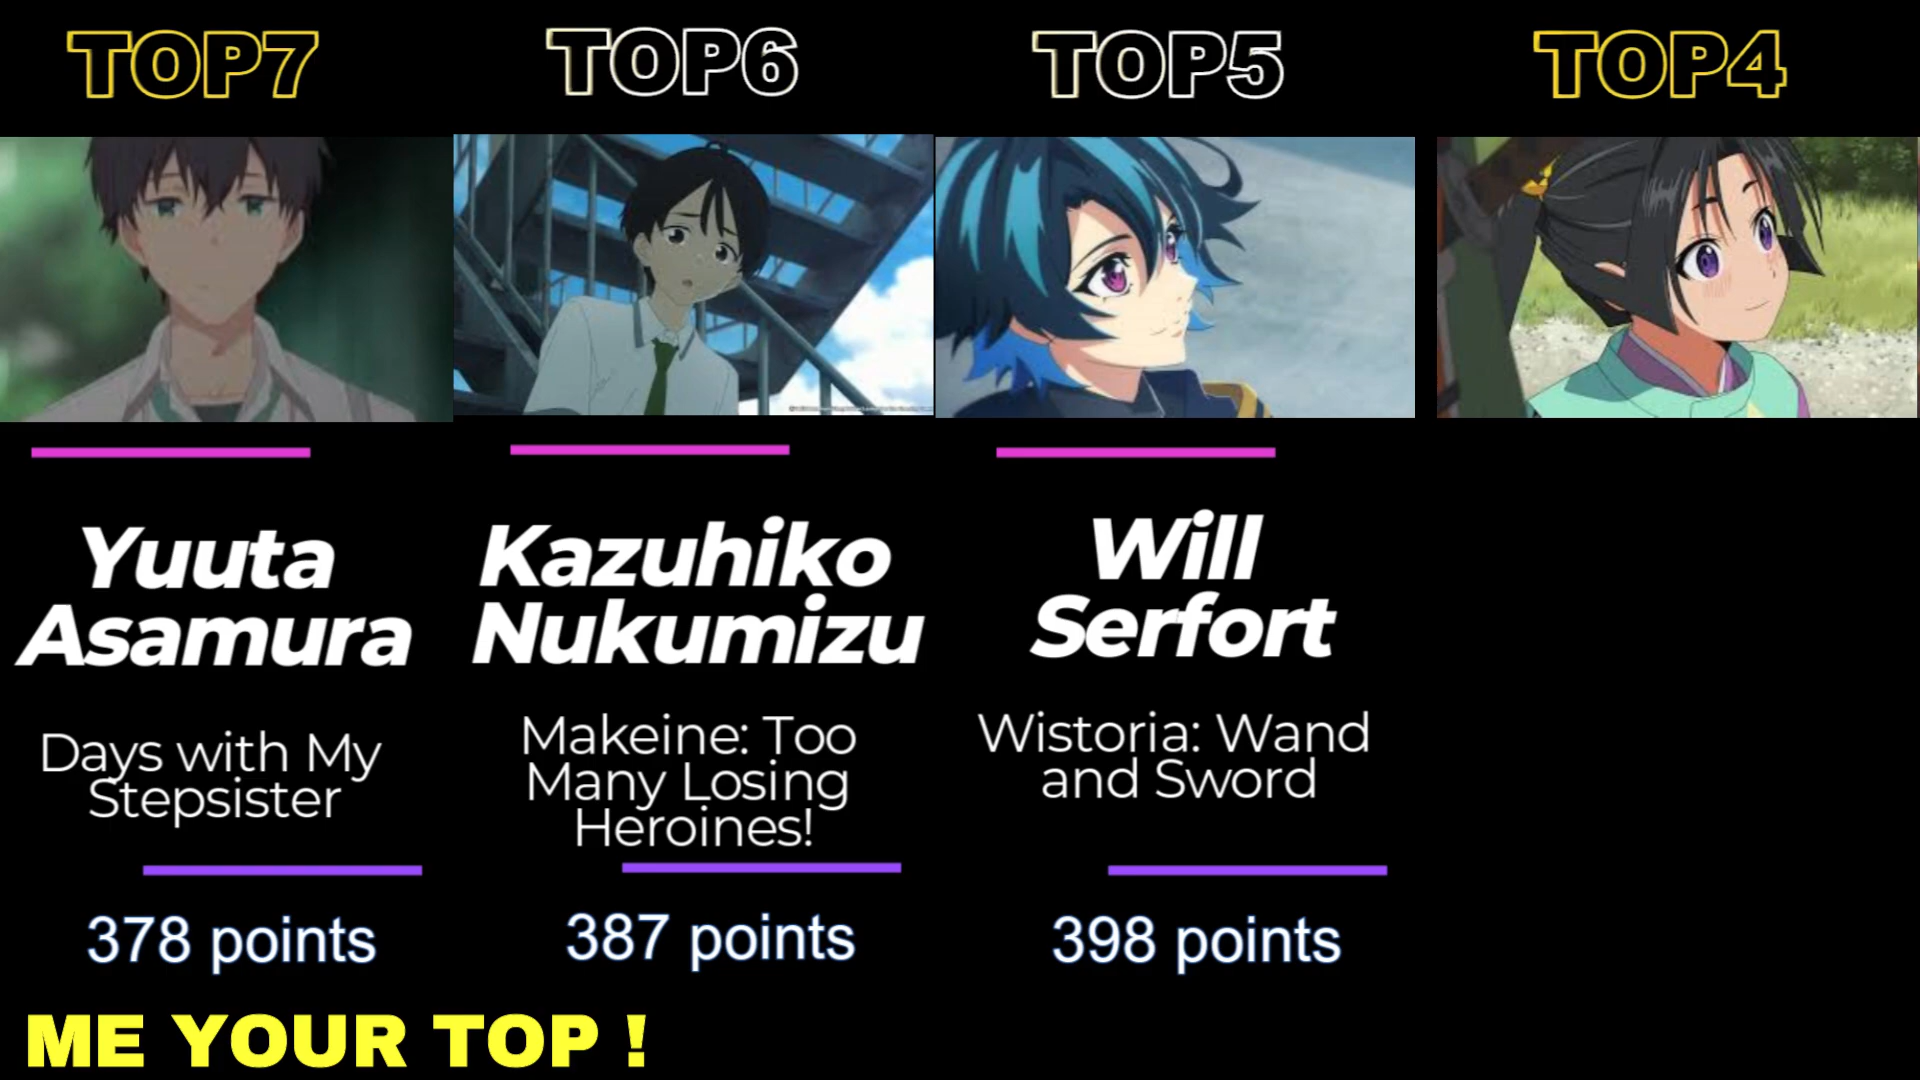 TOP7
TOP6
TOP5
TOP4
Yuuta
Asamura
Days with My
Stepsister
378 points
Kazuhiko
Nukumizu
Makeine: Too
Many Losing
Heroines!
387 points
Will
Serfort
Wistoria: Wand
and Sword
398 points
ME YOUR TOP !